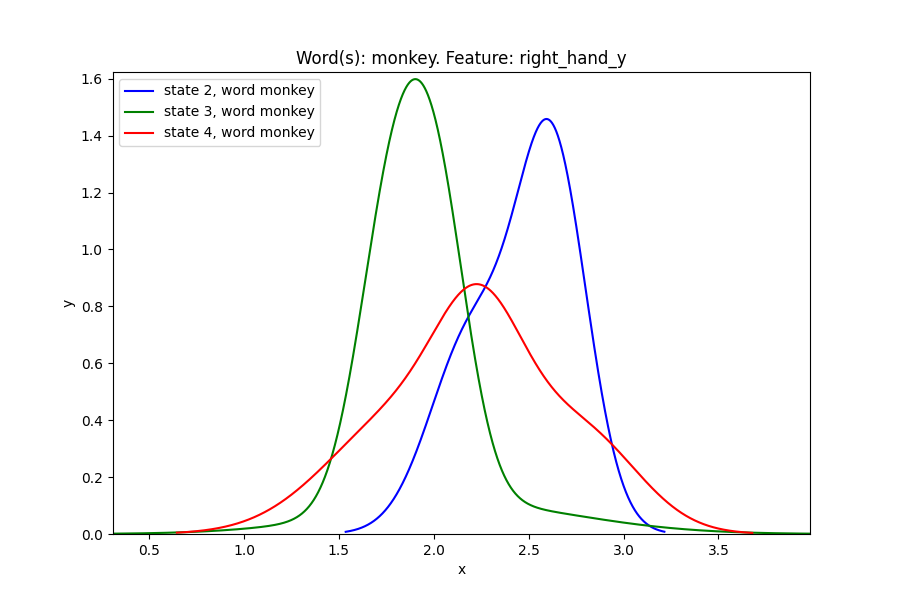 Word(s): monkey. Feature: right_hand_y
state 2, word monkey
state 3, word monkey
state 4, word monkey
y
1.6
1.4
1.2
1.0
0.8
0.6
0.4
0.2
0.0
0.5 1.0 1.5 2.0 2.5 3.0 3.5
x